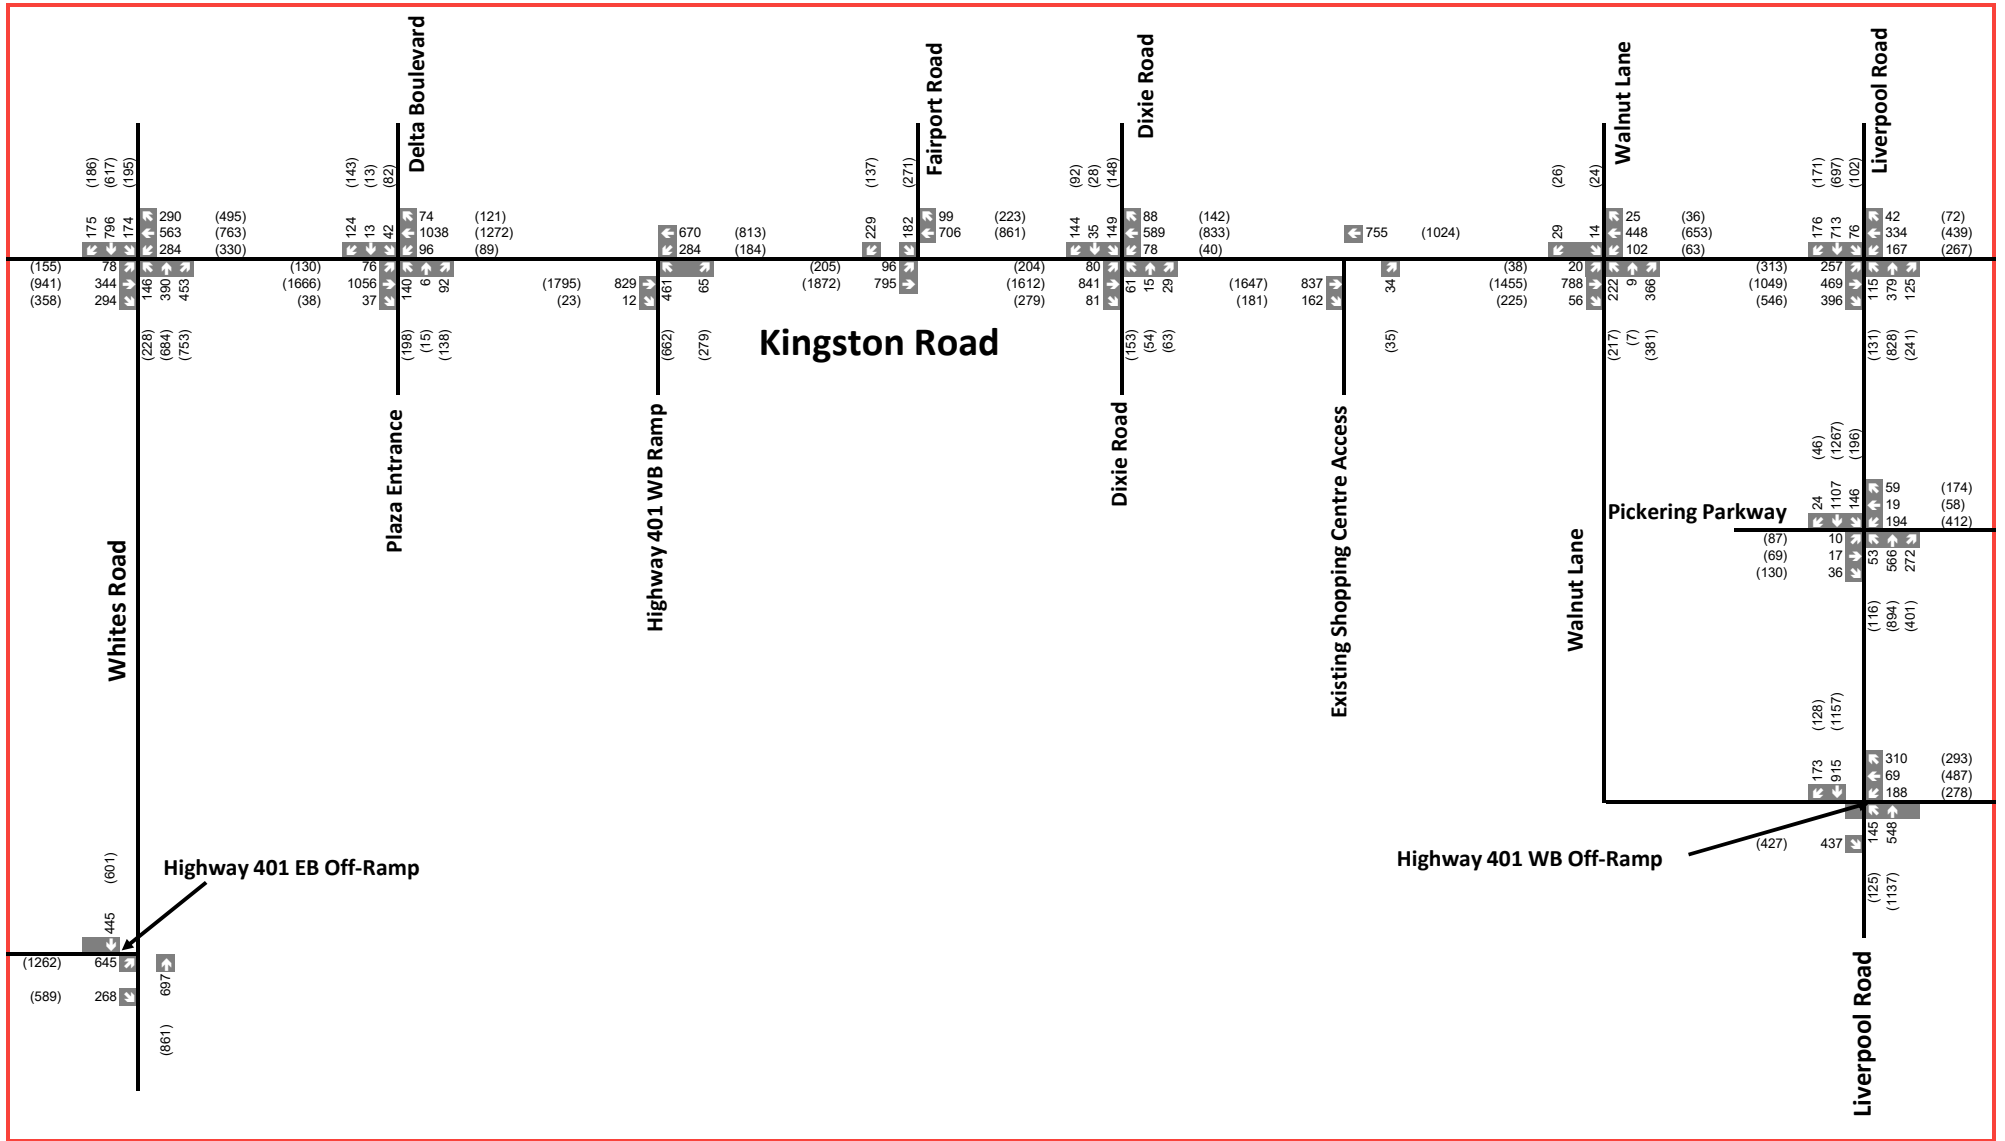 Delta Boulevard
Fairport Road
Dixie Road
Walnut Lane
Liverpool Road
(186) (617) (195)
175 796 174
290 (495)
563 (763)
284 (330)
(155) 78
(941) 344
(358) 294
146 390 453
(228) (684) (753)
(143) (13) (82)
124 13 42
74 (121)
1038 (1272)
96 (89)
(130) 76
(1666) 1056
(38) 37
140 6 92
(198) (15) (138)
670 (813)
284 (184)
(1795) 829
(23) 12
461 65
(662) (279)
(137) (271)
229 182
99 (223)
706 (861)
(205) 96
(1872) 795
(92) (28) (148)
144 35 149
88 (142)
589 (833)
78 (40)
(204) 80
(1612) 841
(279) 81
61 15 29
(153) (54) (63)
755 (1024)
(1647) 837
(181) 162
34
(35)
(26) (24)
29 14
25 (36)
448 (653)
102 (63)
(38) 20
(1455) 788
(225) 56
222 9 366
(217) (7) (381)
(171) (697) (102)
176 713 76
42 (72)
334 (439)
167 (267)
(313) 257
(1049) 469
(546) 396
115 379 125
(131) (828) (241)
Kingston Road
Plaza Entrance
Highway 401 WB Ramp
Dixie Road
Existing Shopping Centre Access
Whites Road
Walnut Lane
Pickering Parkway
(46) (1267) (196)
24 1107 146
59 (174)
19 (58)
194 (412)
(87) 10
(69) 17
(130) 36
53 566 272
(116) (894) (401)
(128) (1157)
173 915
310 (293)
69 (487)
188 (278)
(427) 437
145 548
(125) (1137)
Highway 401 WB Off-Ramp
Highway 401 EB Off-Ramp
(601)
445
(1262) 645
(589) 268
697
(861)
Liverpool Road